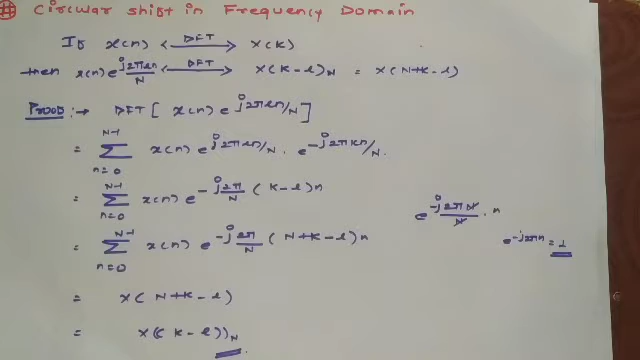 # Circular shift in Frequency Domain
If x(n) <—DFT—> X(k)
then x(n) e^{j2πln/N} <—DFT—> X(k-l)_N = X(N+k-l)
Proof :→ DFT[ x(n) e^{j2πln/N} ]
= Σ_{n=0}^{N-1} x(n) e^{j2πln/N} . e^{-j2πkn/N}
= Σ_{n=0}^{N-1} x(n) e^{-j2π/N (k-l)n}
e^{-j2πN/N . n}
e^{-j2πn} = 1
= Σ_{n=0}^{N-1} x(n) e^{-j2π/N (N+k-l)n}
= X(N+k-l)
= X((k-l))_N